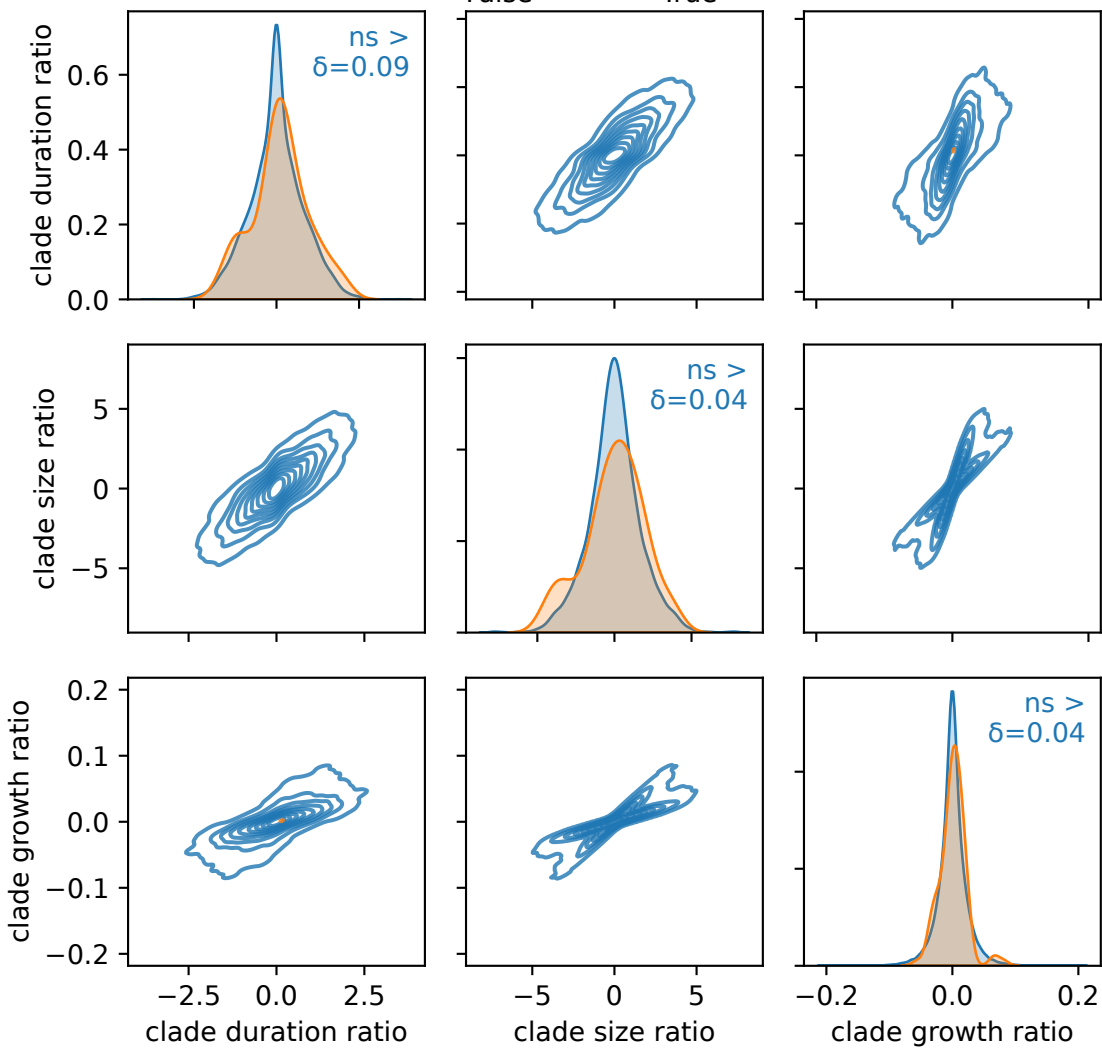 clade duration ratio
0.6
0.4
0.2
0.0
ns >
δ=0.09
clade size ratio
5
0
−5
ns >
δ=0.04
clade growth ratio
0.2
0.1
0.0
−0.1
−0.2
ns >
δ=0.04
−2.5 0.0 2.5
−5 0 5
−0.2 0.0 0.2
clade duration ratio
clade size ratio
clade growth ratio